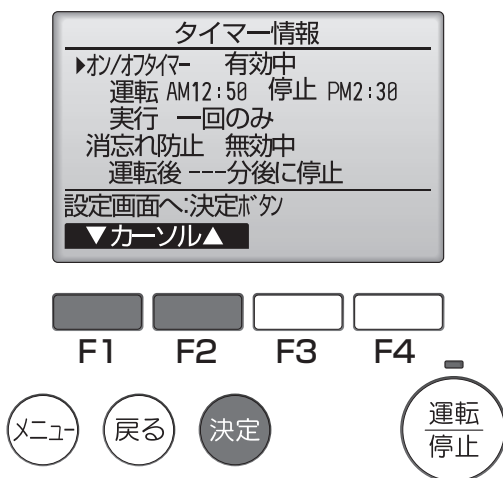 タイマー情報
▶オン/オフタイマー 有効中
運転 AM12:50 停止 PM2:30
実行 一回のみ
消忘れ防止 無効中
運転後 ---分後に停止
設定画面へ:決定ボタン
▼カーソル▲
F1 F2 F3 F4
メニュー 戻る 決定 運転
停止